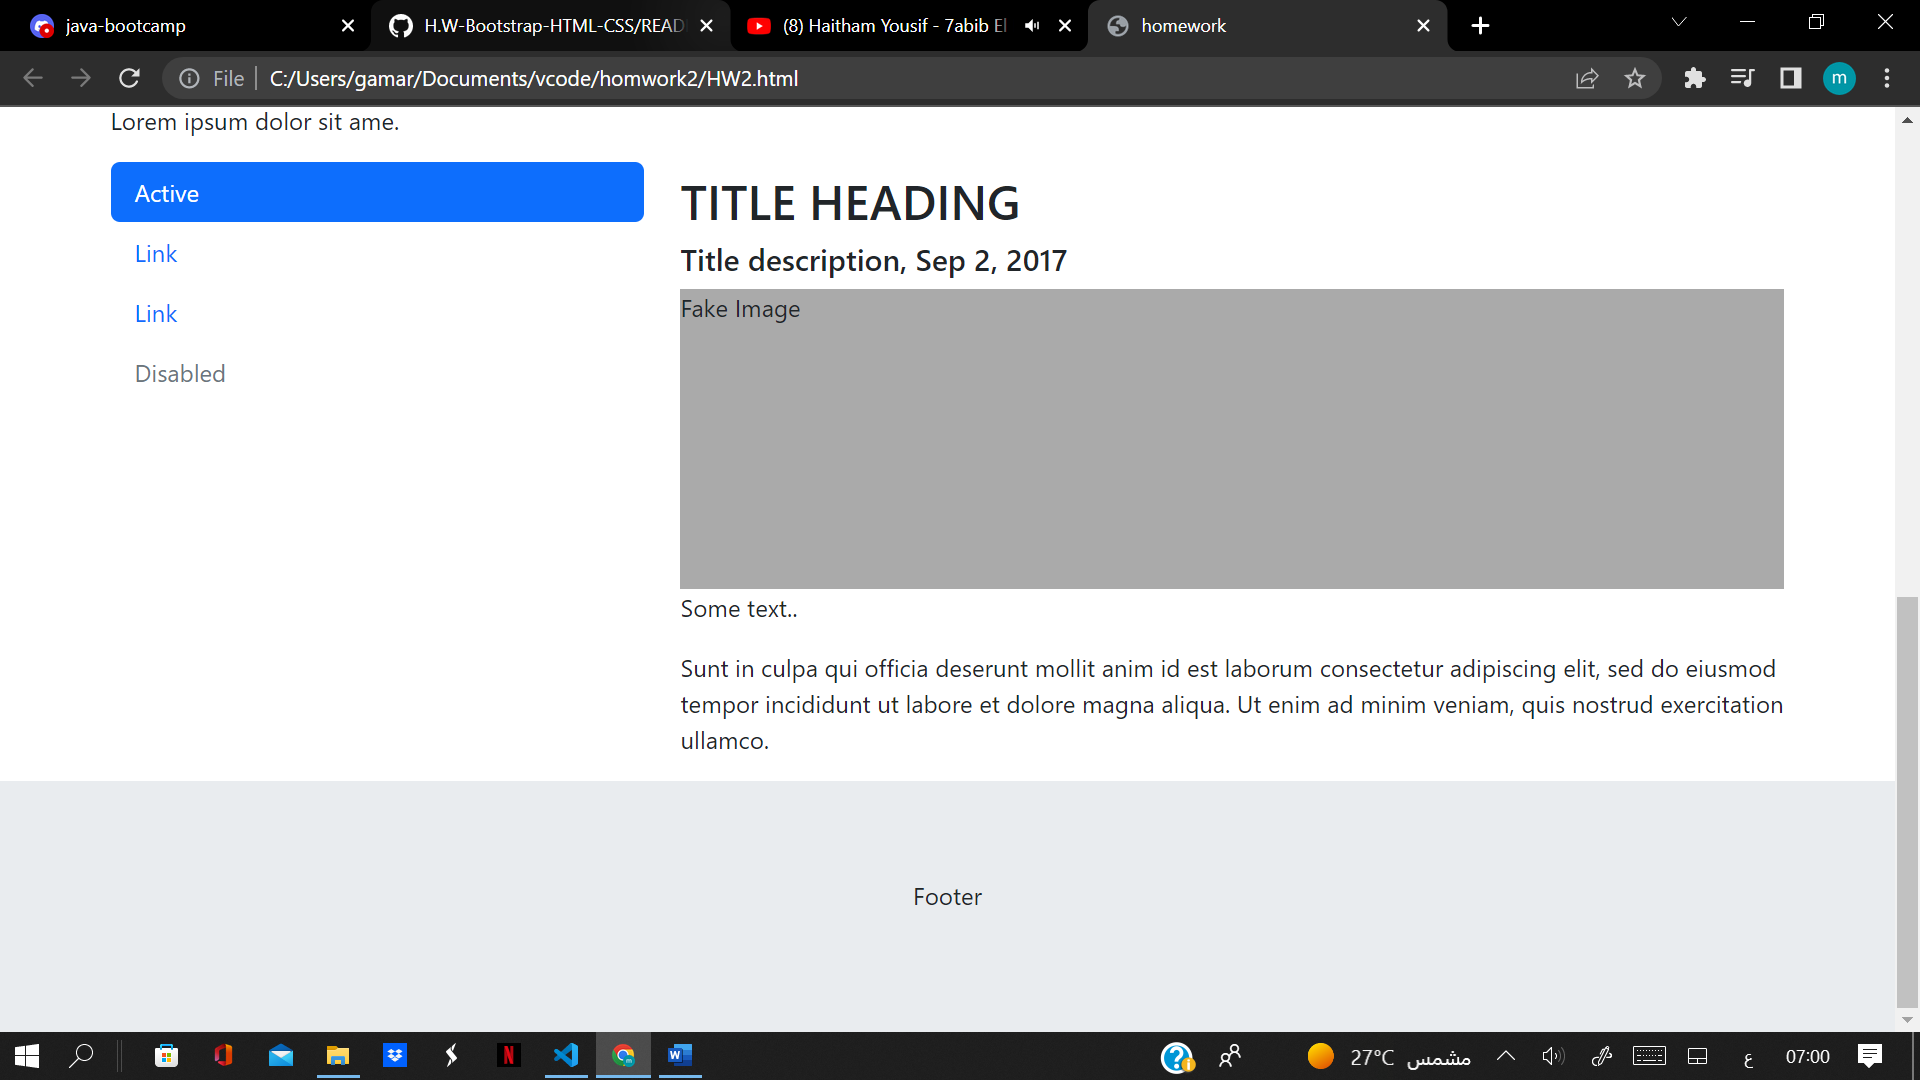 java-bootcamp
H.W-Bootstrap-HTML-CSS/READ
(8) Haitham Yousif - 7abib El
homework
File
C:/Users/gamar/Documents/vcode/homwork2/HW2.html
m
Lorem ipsum dolor sit ame.
Active
Link
Link
Disabled
TITLE HEADING
Title description, Sep 2, 2017
Fake Image
Some text..
Sunt in culpa qui officia deserunt mollit anim id est laborum consectetur adipiscing elit, sed do eiusmod
tempor incididunt ut labore et dolore magna aliqua. Ut enim ad minim veniam, quis nostrud exercitation
ullamco.
Footer
27°C مشمس
ع
07:00